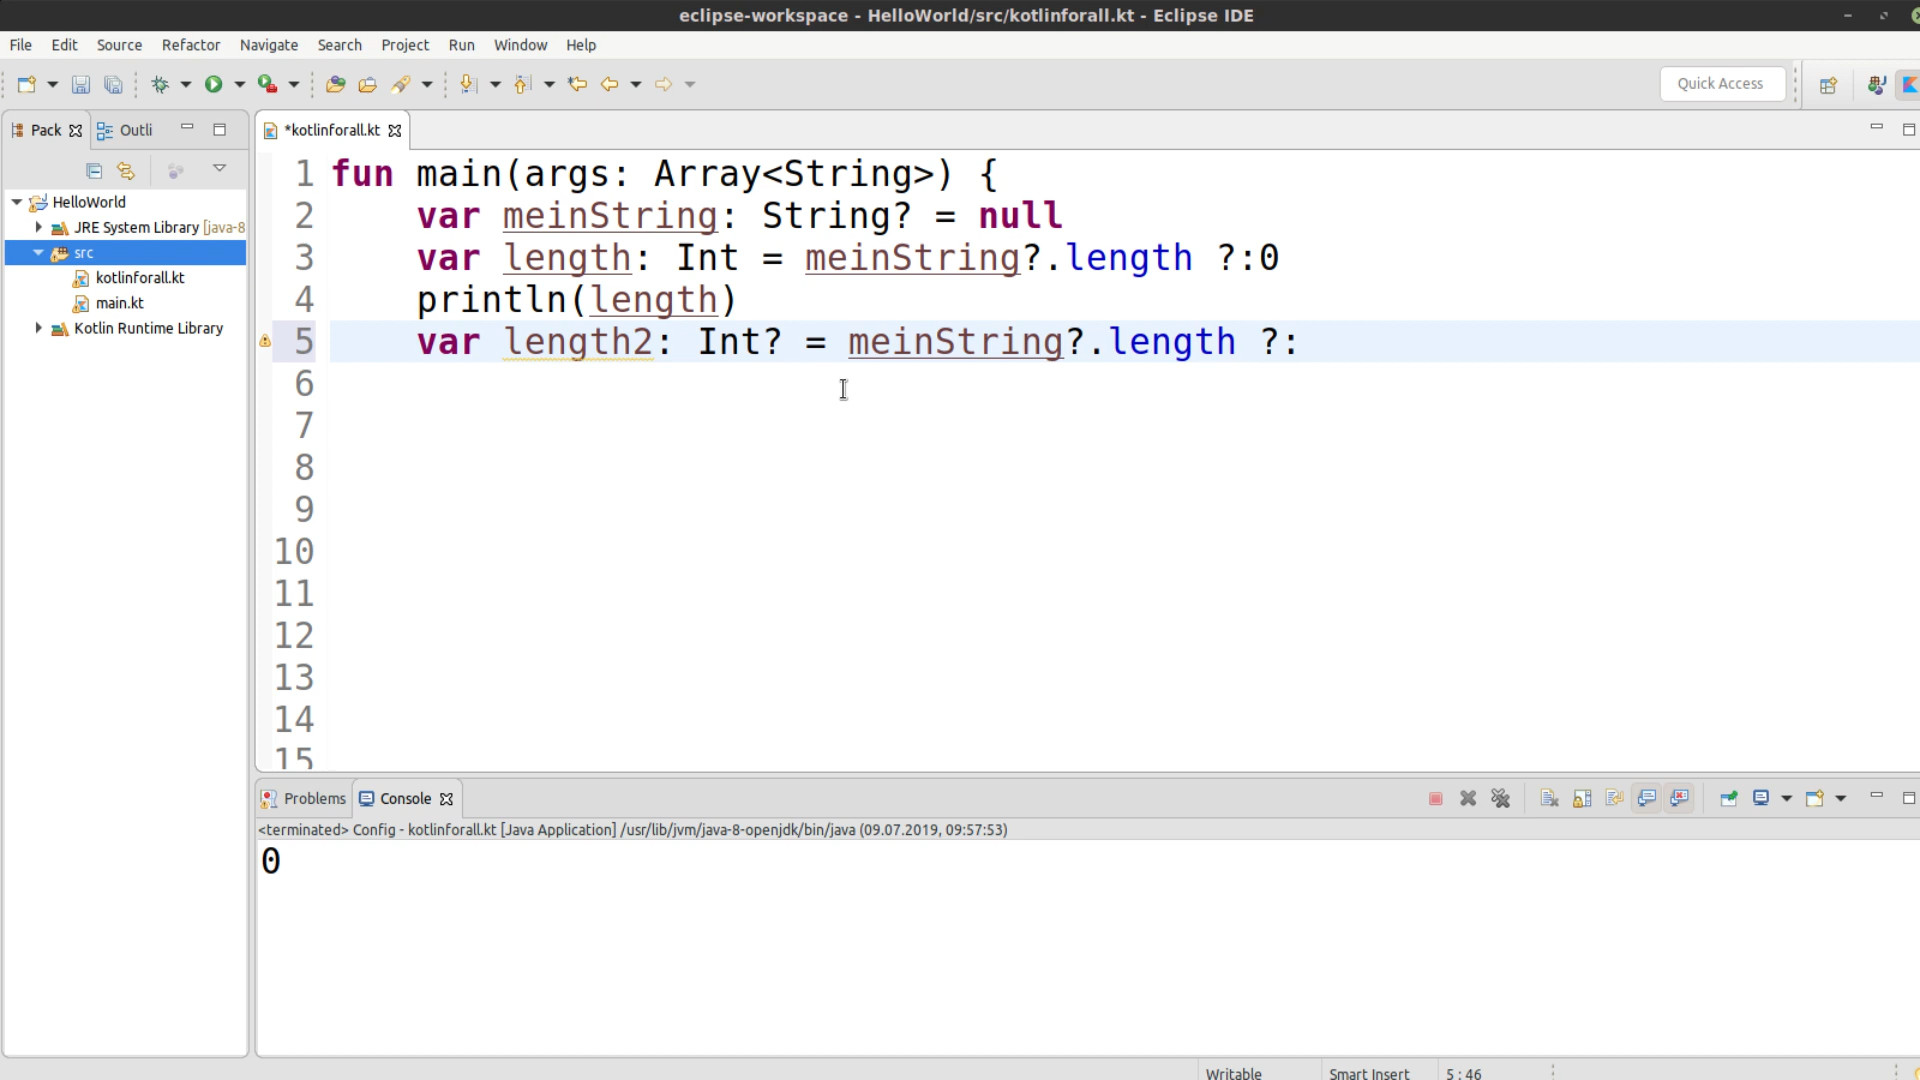 eclipse-workspace - HelloWorld/src/kotlinforall.kt - Eclipse IDE
File Edit Source Refactor Navigate Search Project Run Window Help
Quick Access
Pack Outli
*kotlinforall.kt
HelloWorld
JRE System Library [java-8
src
kotlinforall.kt
main.kt
Kotlin Runtime Library
1 fun main(args: Array<String>) {
2 var meinString: String? = null
3 var length: Int = meinString?.length ?:0
4 println(length)
5 var length2: Int? = meinString?.length ?:
6
7
8
9
10
11
12
13
14
15
Problems Console
<terminated> Config - kotlinforall.kt [Java Application] /usr/lib/jvm/java-8-openjdk/bin/java (09.07.2019, 09:57:53)
0
Writable Smart Insert 5 : 46